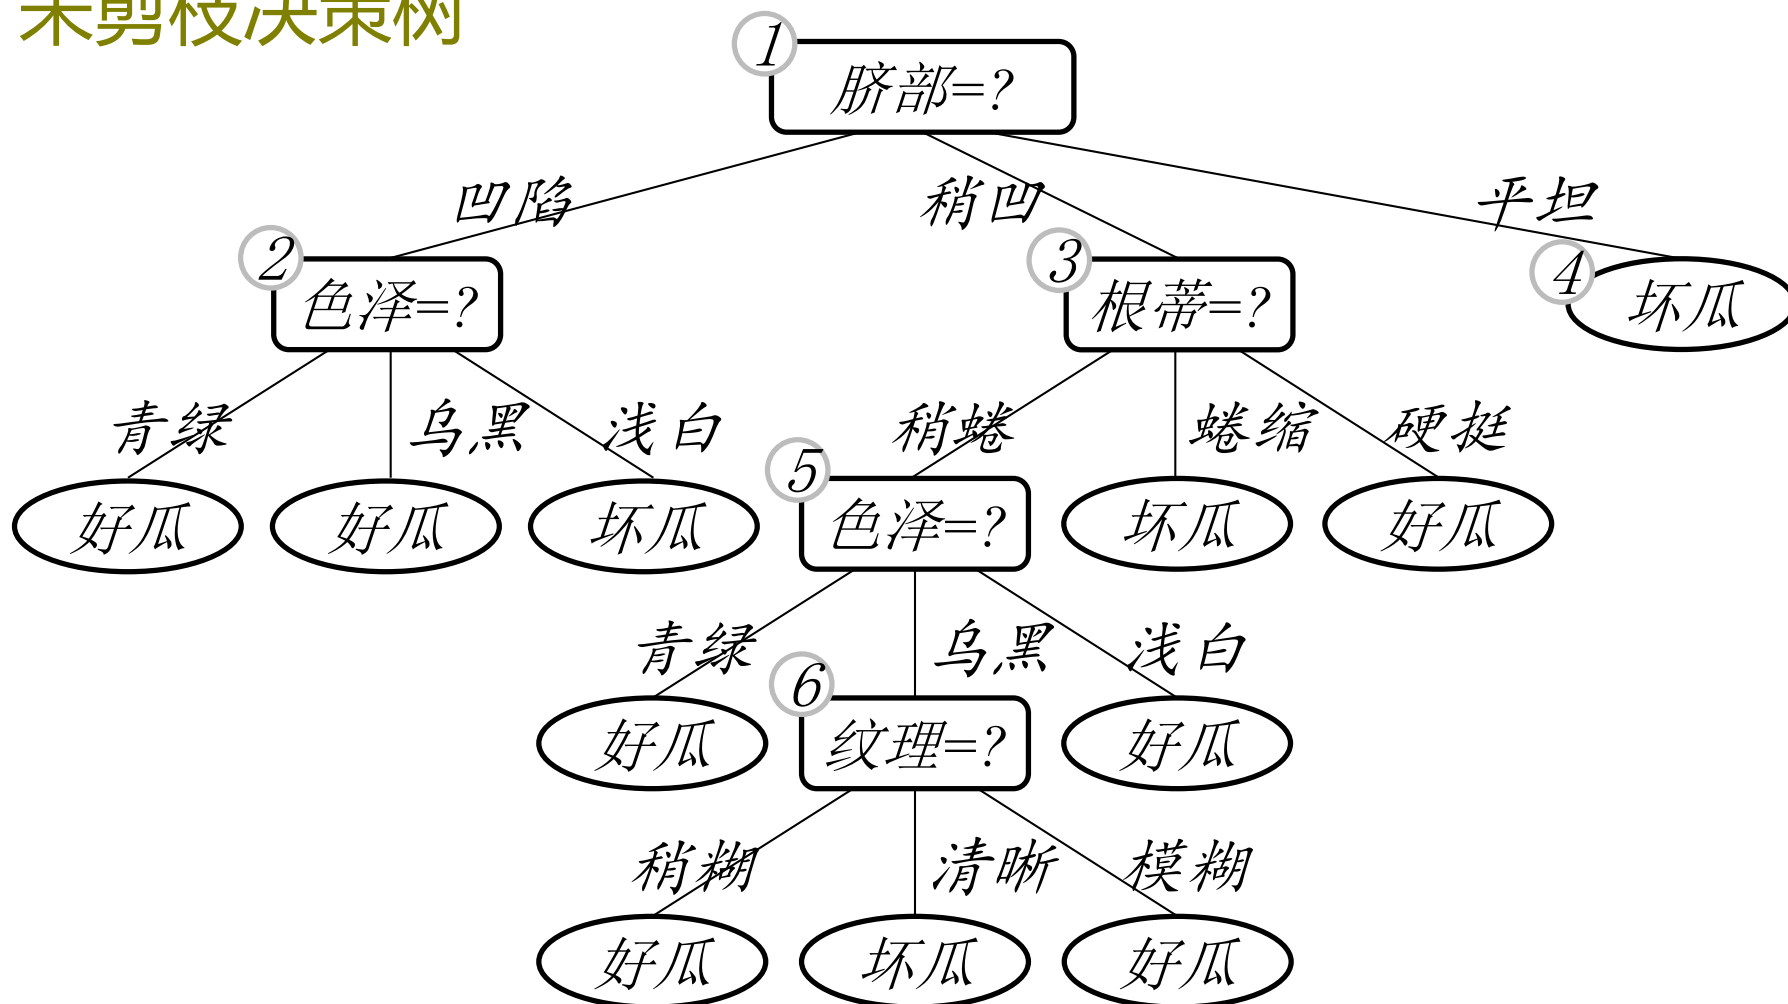 未剪枝决策树
1
脐部=?
凹陷
稍凹
平坦
2
色泽=?
3
根蒂=?
4
坏瓜
青绿
乌黑
浅白
稍蜷
蜷缩
硬挺
好瓜
好瓜
坏瓜
5
色泽=?
坏瓜
好瓜
青绿
乌黑
浅白
好瓜
6
纹理=?
好瓜
稍糊
清晰
模糊
好瓜
坏瓜
好瓜